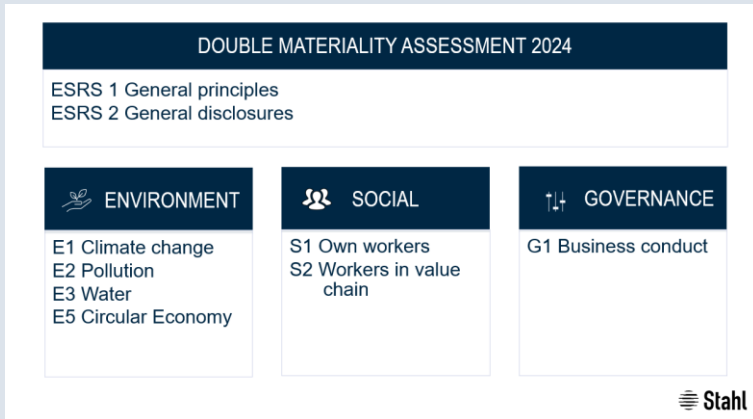 DOUBLE MATERIALITY ASSESSMENT 2024
ESRS 1 General principles
ESRS 2 General disclosures
ENVIRONMENT
E1 Climate change
E2 Pollution
E3 Water
E5 Circular Economy
SOCIAL
S1 Own workers
S2 Workers in value
chain
GOVERNANCE
G1 Business conduct
Stahl